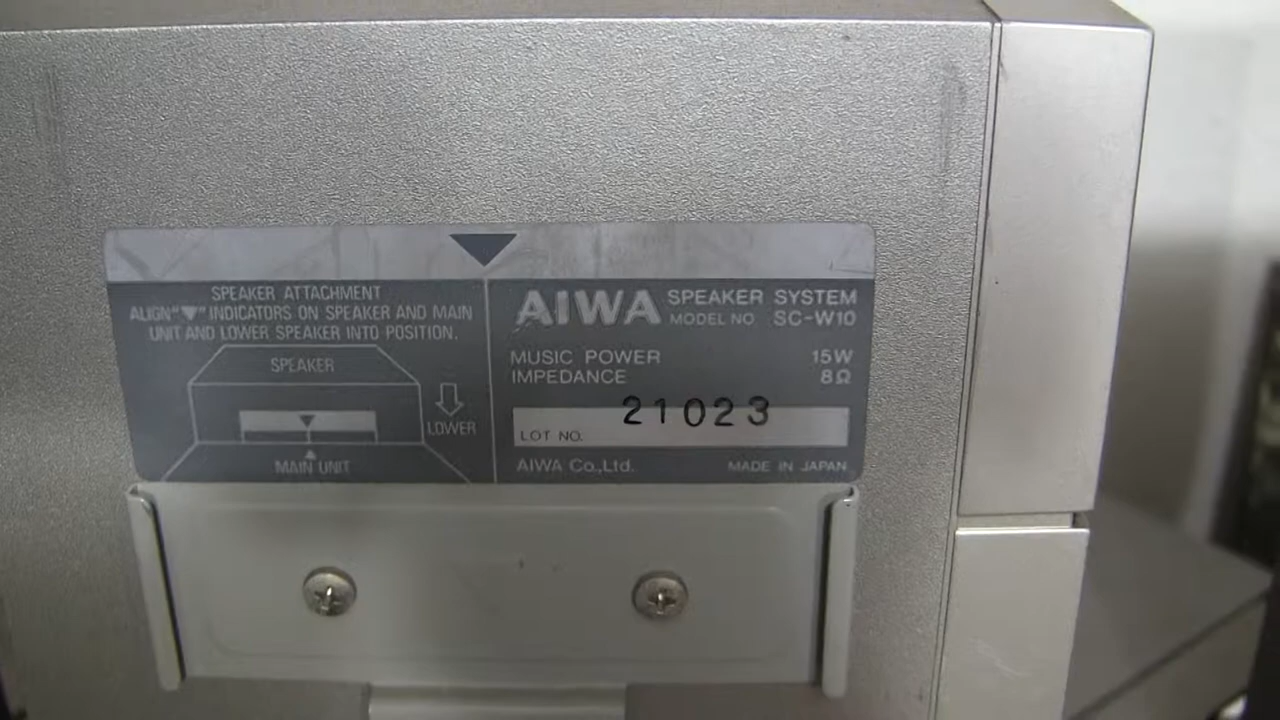 SPEAKER ATTACHMENT
ALIGN "▼" INDICATORS ON SPEAKER AND MAIN
UNIT AND LOWER SPEAKER INTO POSITION.
SPEAKER
LOWER
MAIN UNIT
AIWA SPEAKER SYSTEM
MODEL NO SC-W10
MUSIC POWER 15W
IMPEDANCE 8Ω
21023
LOT NO.
AIWA Co.,Ltd. MADE IN JAPAN